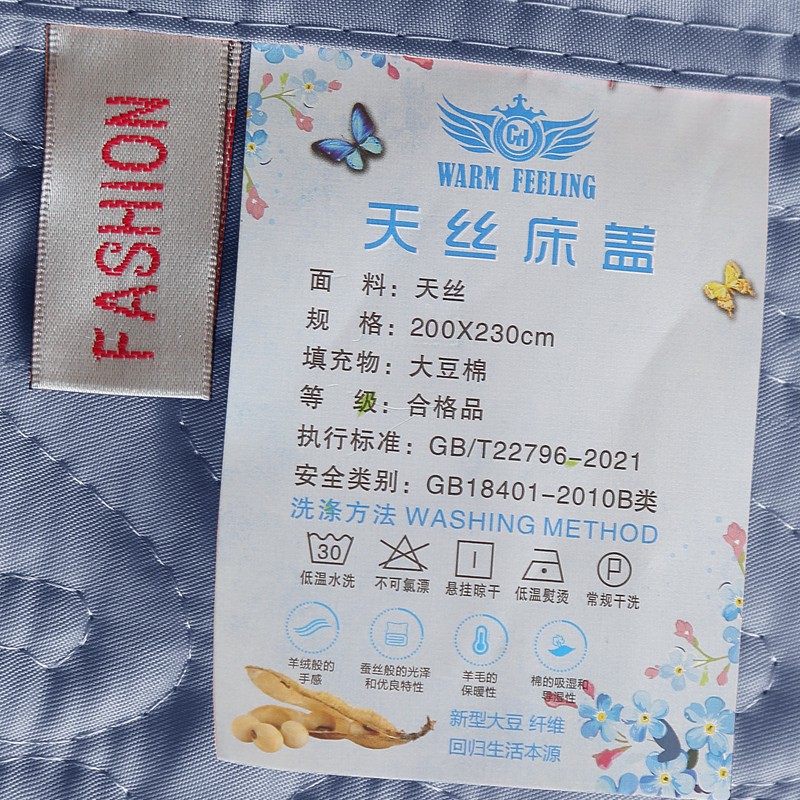 FASHION
CH
WARM FEELING
天丝床盖
面 料：天丝
规 格：200X230cm
填充物：大豆棉
等 级：合格品
执行标准：GB/T22796-2021
安全类别：GB18401-2010B类
洗涤方法 WASHING METHOD
30
P
低温水洗 不可氯漂 悬挂晾干 低温熨烫 常规干洗
羊绒般的 蚕丝般的光泽 羊毛的 棉的吸湿和
手感 和优良特性 保暖性 导湿性
新型大豆 纤维
回归生活本源